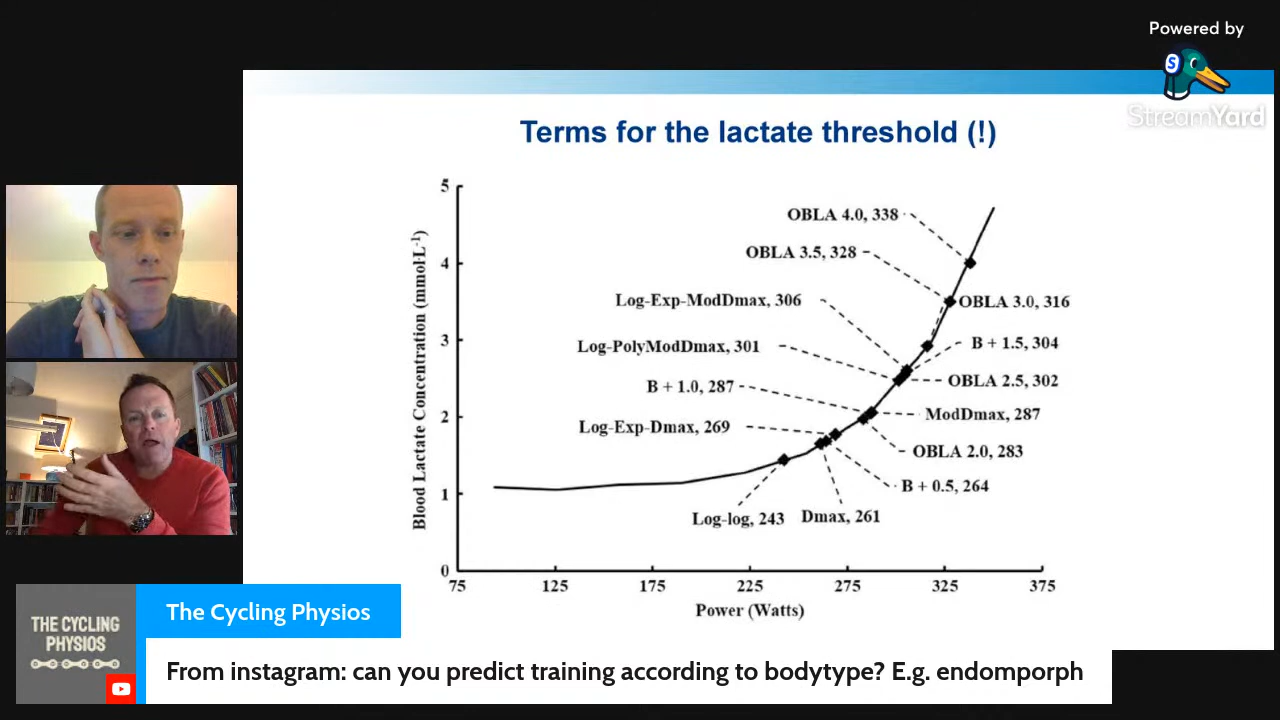 Powered by
S
StreamYard
Terms for the lactate threshold (!)
5
4
3
2
1
0
Blood Lactate Concentration (mmol·L⁻¹)
OBLA 4.0, 338
OBLA 3.5, 328
Log-Exp-ModDmax, 306
OBLA 3.0, 316
Log-PolyModDmax, 301
B + 1.5, 304
B + 1.0, 287
OBLA 2.5, 302
Log-Exp-Dmax, 269
ModDmax, 287
OBLA 2.0, 283
B + 0.5, 264
Log-log, 243
Dmax, 261
75 125 175 225 275 325 375
Power (Watts)
THE CYCLING
PHYSIOS
The Cycling Physios
From instagram: can you predict training according to bodytype? E.g. endomporph